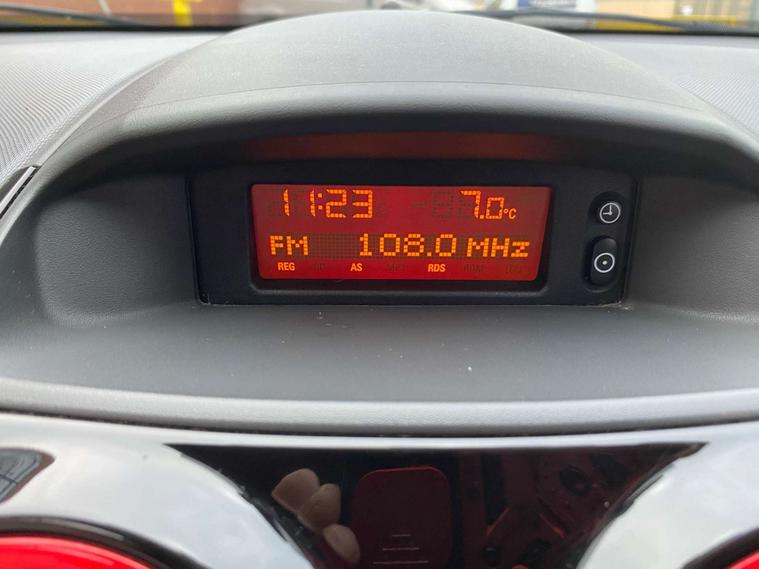 11:23 7.0°C
FM 108.0 MHz
REG AS RDS